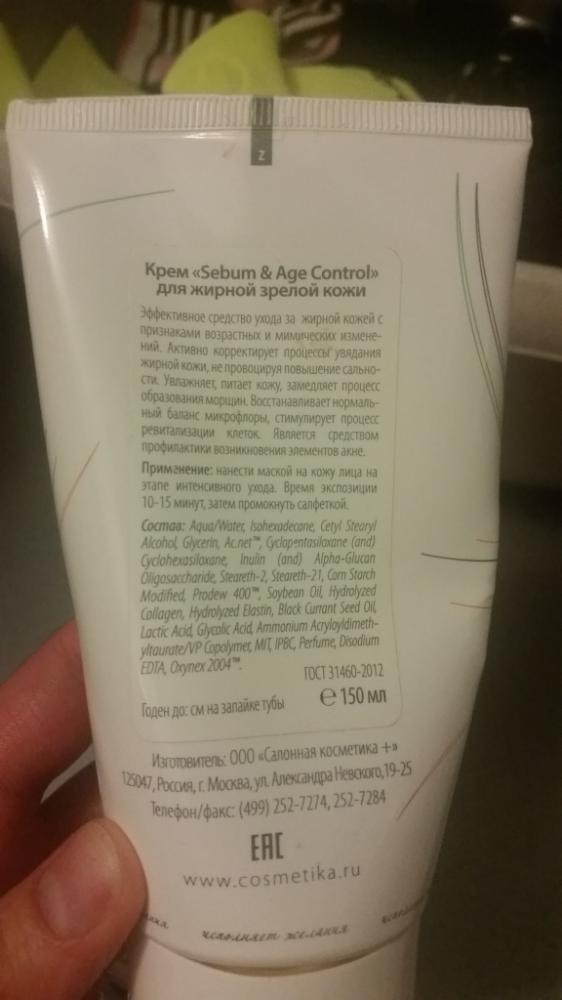 Z
Крем «Sebum & Age Control»
для жирной зрелой кожи
Эффективное средство ухода за жирной кожей с
признаками возрастных и мимических измене-
ний. Активно корректирует процессы увядания
жирной кожи, не провоцируя повышение сально-
сти. Увлажняет, питает кожу, замедляет процесс
образования морщин. Восстанавливает нормаль-
ный баланс микрофлоры, стимулирует процесс
ревитализации клеток. Является средством
профилактики возникновения элементов акне.
Применение: нанести маской на кожу лица на
этапе интенсивного ухода. Время экспозиции
10-15 минут, затем промокнуть салфеткой.
Состав: Aqua/Water, Isohexadecane, Cetyl Stearyl
Alcohol, Glycerin, Ac.net™, Cyclopentasiloxane (and)
Cyclohexasiloxane, Inulin (and) Alpha-Glucan
Oligosaccharide, Steareth-2, Steareth-21, Corn Starch
Modified, Prodew 400™, Soybean Oil, Hydrolyzed
Collagen, Hydrolyzed Elastin, Black Currant Seed Oil,
Lactic Acid, Glycolic Acid, Ammonium Acryloyldimeth-
yltaurate/VP Copolymer, MIT, IPBC, Perfume, Disodium
EDTA, Oxynex 2004™.
ГОСТ 31460-2012
Годен до: см на запайке тубы
℮ 150 мл
Изготовитель: ООО «Салонная косметика +»
125047, Россия, г. Москва, ул. Александра Невского, 19-25
Телефон/факс: (499) 252-7274, 252-7284
ЕАС
www.cosmetika.ru
исполняет желания